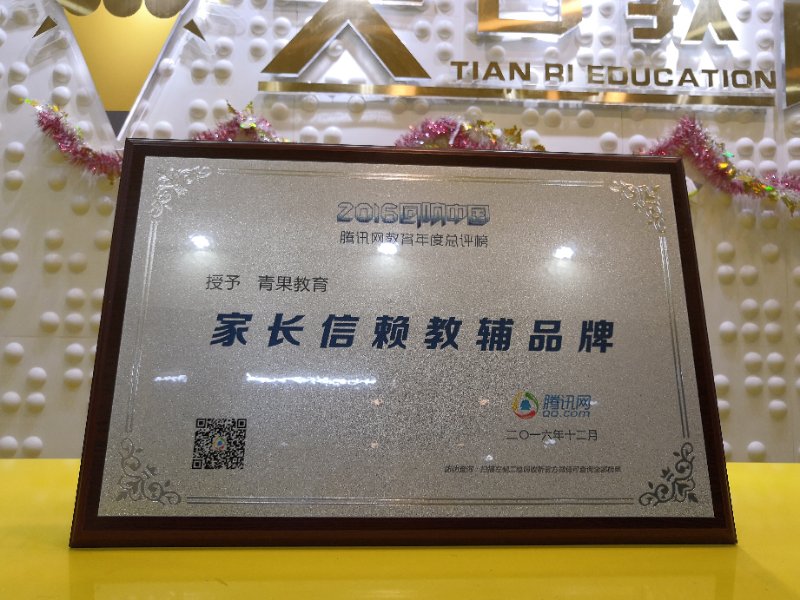 TIAN RI EDUCATION
2016回响中国
腾讯网教育年度总评榜
授予 青果教育
家长信赖教辅品牌
腾讯网
QQ.com
二〇一六年十二月